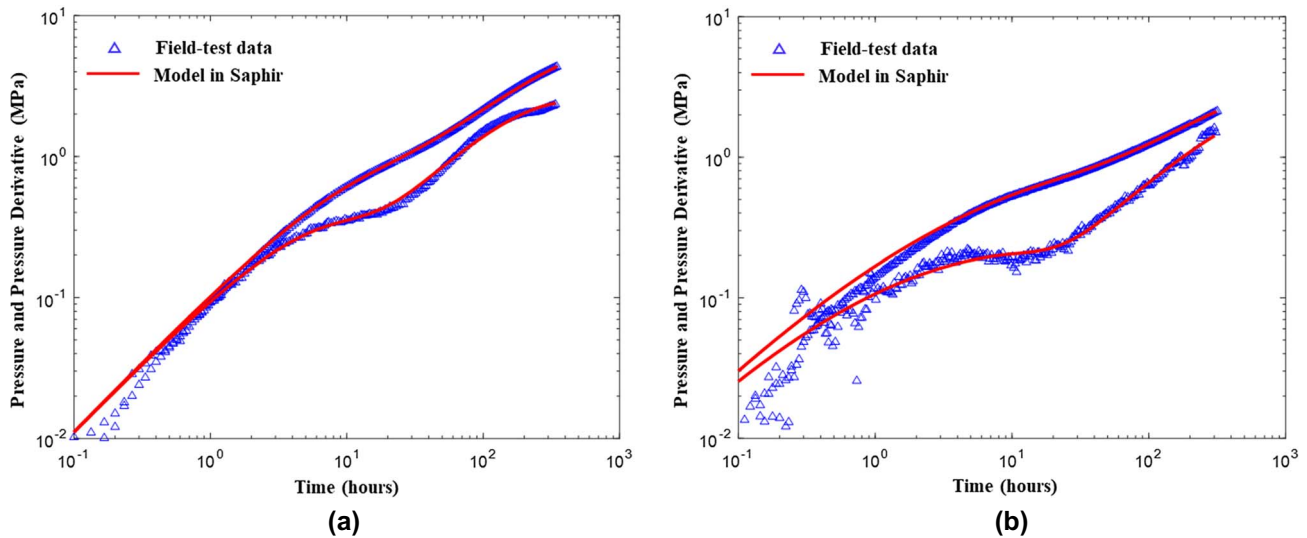 Pressure and Pressure Derivative (MPa)
10^1
10^0
10^-1
10^-2
Field-test data
Model in Saphir
10^-1
10^0
10^1
10^2
10^3
Time (hours)
(a)
Pressure and Pressure Derivative (MPa)
10^1
10^0
10^-1
10^-2
Field-test data
Model in Saphir
10^-1
10^0
10^1
10^2
10^3
Time (hours)
(b)